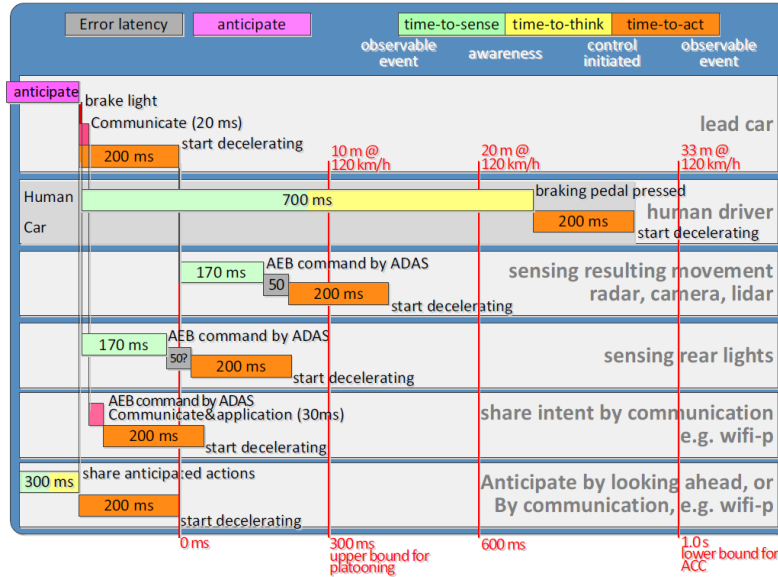 Error latency
anticipate
time-to-sense
time-to-think
time-to-act
observable
event
awareness
control
initiated
observable
event
anticipate
brake light
Communicate (20 ms)
start decelerating
200 ms
lead car
10 m @
120 km/h
20 m @
120 km/h
33 m @
120 km/h
Human
Car
700 ms
braking pedal pressed
200 ms
human driver
start decelerating
170 ms
AEB command by ADAS
50
200 ms
start decelerating
sensing resulting movement
radar, camera, lidar
170 ms
AEB command by ADAS
50?
200 ms
start decelerating
sensing rear lights
AEB command by ADAS
Communicate&application (30ms)
200 ms
start decelerating
share intent by communication
e.g. wifi-p
300 ms
share anticipated actions
200 ms
start decelerating
Anticipate by looking ahead, or
By communication, e.g. wifi-p
0 ms
300 ms
upper bound for
platooning
600 ms
1.0 s
lower bound for
ACC